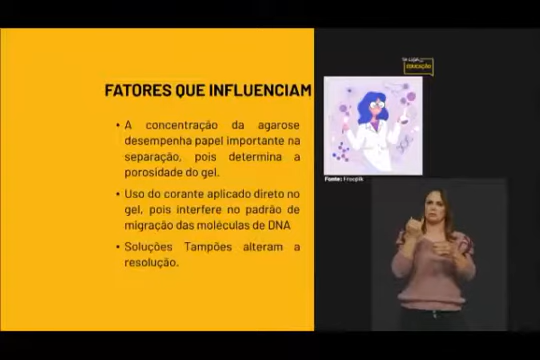 FATORES QUE INFLUENCIAM
• A concentração da agarose
desempenha papel importante na
separação, pois determina a
porosidade do gel.
• Uso do corante aplicado direto no
gel, pois interfere no padrão de
migração das moléculas de DNA
• Soluções Tampões alteram a
resolução.
EDUCAÇÃO
Fonte: Freepik